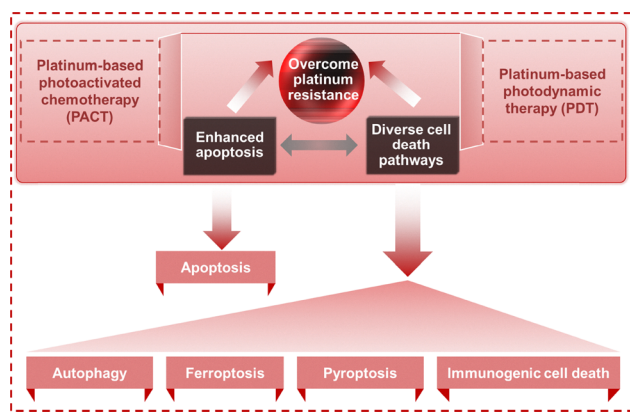 Platinum-based
photoactivated
chemotherapy
(PACT)
Overcome
platinum
resistance
Platinum-based
photodynamic
therapy (PDT)
Enhanced
apoptosis
Diverse cell
death
pathways
Apoptosis
Autophagy
Ferroptosis
Pyroptosis
Immunogenic cell death